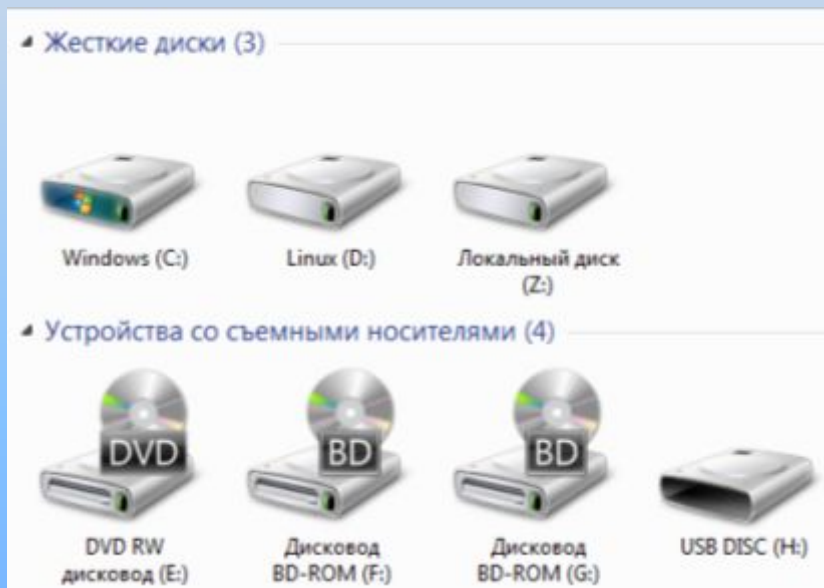 Жесткие диски (3)
Windows (C:)
Linux (D:)
Локальный диск
(Z:)
Устройства со съемными носителями (4)
DVD
BD
BD
DVD RW
дисковод (E:)
Дисковод
BD-ROM (F:)
Дисковод
BD-ROM (G:)
USB DISC (H:)